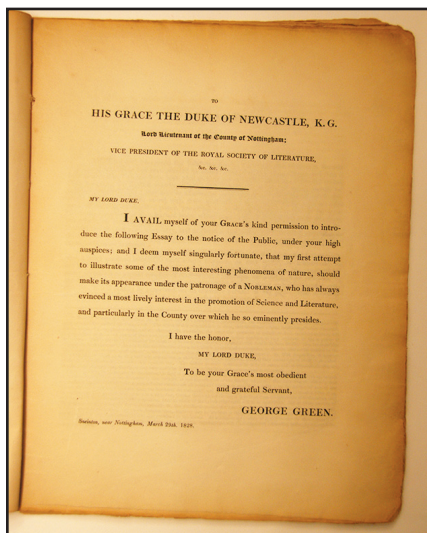 TO
HIS GRACE THE DUKE OF NEWCASTLE, K. G.
Lord Lieutenant of the County of Nottingham;
VICE PRESIDENT OF THE ROYAL SOCIETY OF LITERATURE,
&c. &c. &c.
MY LORD DUKE,
I AVAIL myself of your GRACE's kind permission to intro-
duce the following Essay to the notice of the Public, under your high
auspices; and I deem myself singularly fortunate, that my first attempt
to illustrate some of the most interesting phenomena of nature, should
make its appearance under the patronage of a NOBLEMAN, who has always
evinced a most lively interest in the promotion of Science and Literature,
and particularly in the County over which he so eminently presides.
I have the honor,
MY LORD DUKE,
To be your Grace's most obedient
and grateful Servant,
GEORGE GREEN.
Sneinton, near Nottingham, March 29th. 1828.